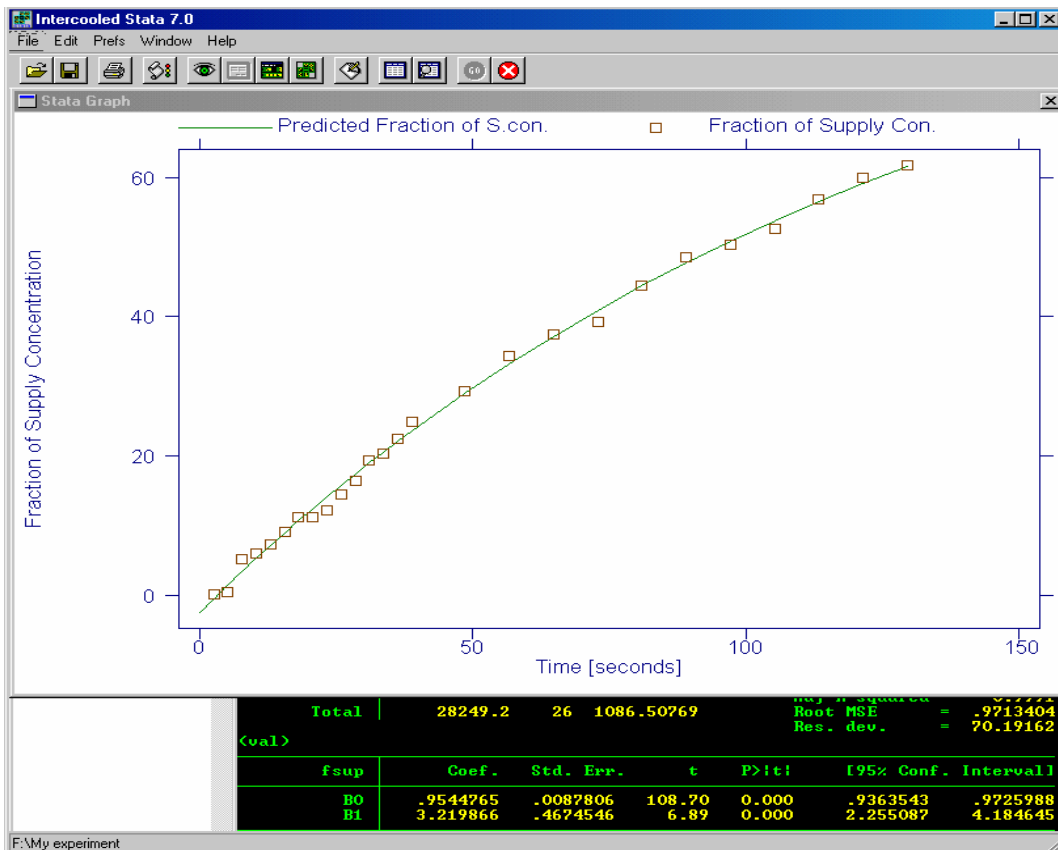 Intercooled Stata 7.0
File Edit Prefs Window Help
GO
Stata Graph
Predicted Fraction of S.con. Fraction of Supply Con.
Fraction of Supply Concentration
60
40
20
0
0 50 100 150
Time [seconds]
Total 28249.2 26 1086.50769 Root MSE = .9713404
Res. dev. = 70.19162
(val)
fsup Coef. Std. Err. t P>|t| [95% Conf. Interval]
B0 .9544765 .0087806 108.70 0.000 .9363543 .9725988
B1 3.219866 .4674546 6.89 0.000 2.255087 4.184645
F:\My experiment